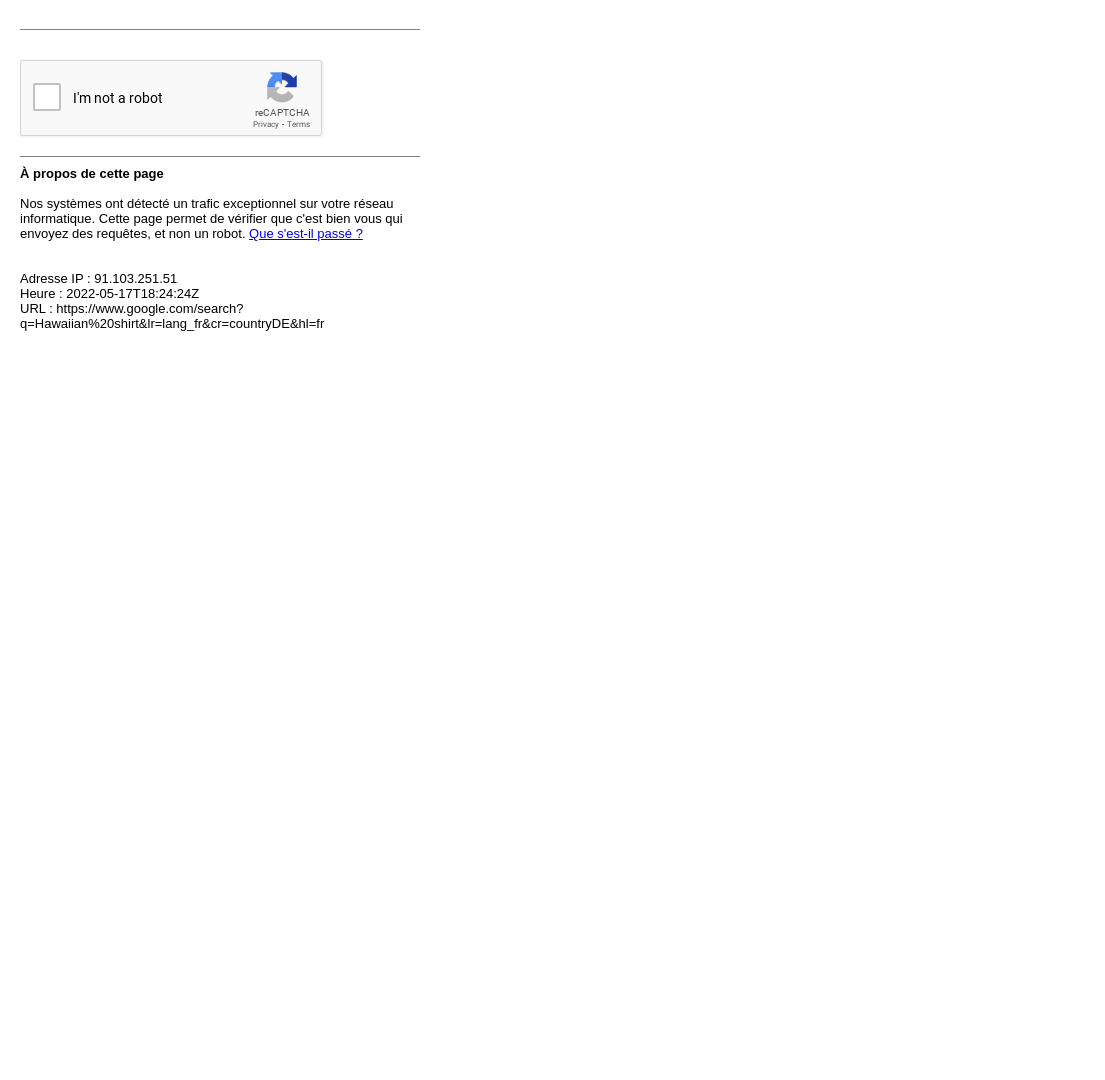 I'm not a robot
reCAPTCHA
Privacy - Terms
À propos de cette page
Nos systèmes ont détecté un trafic exceptionnel sur votre réseau
informatique. Cette page permet de vérifier que c'est bien vous qui
envoyez des requêtes, et non un robot. Que s'est-il passé ?
Adresse IP : 91.103.251.51
Heure : 2022-05-17T18:24:24Z
URL : https://www.google.com/search?
q=Hawaiian%20shirt&lr=lang_fr&cr=countryDE&hl=fr